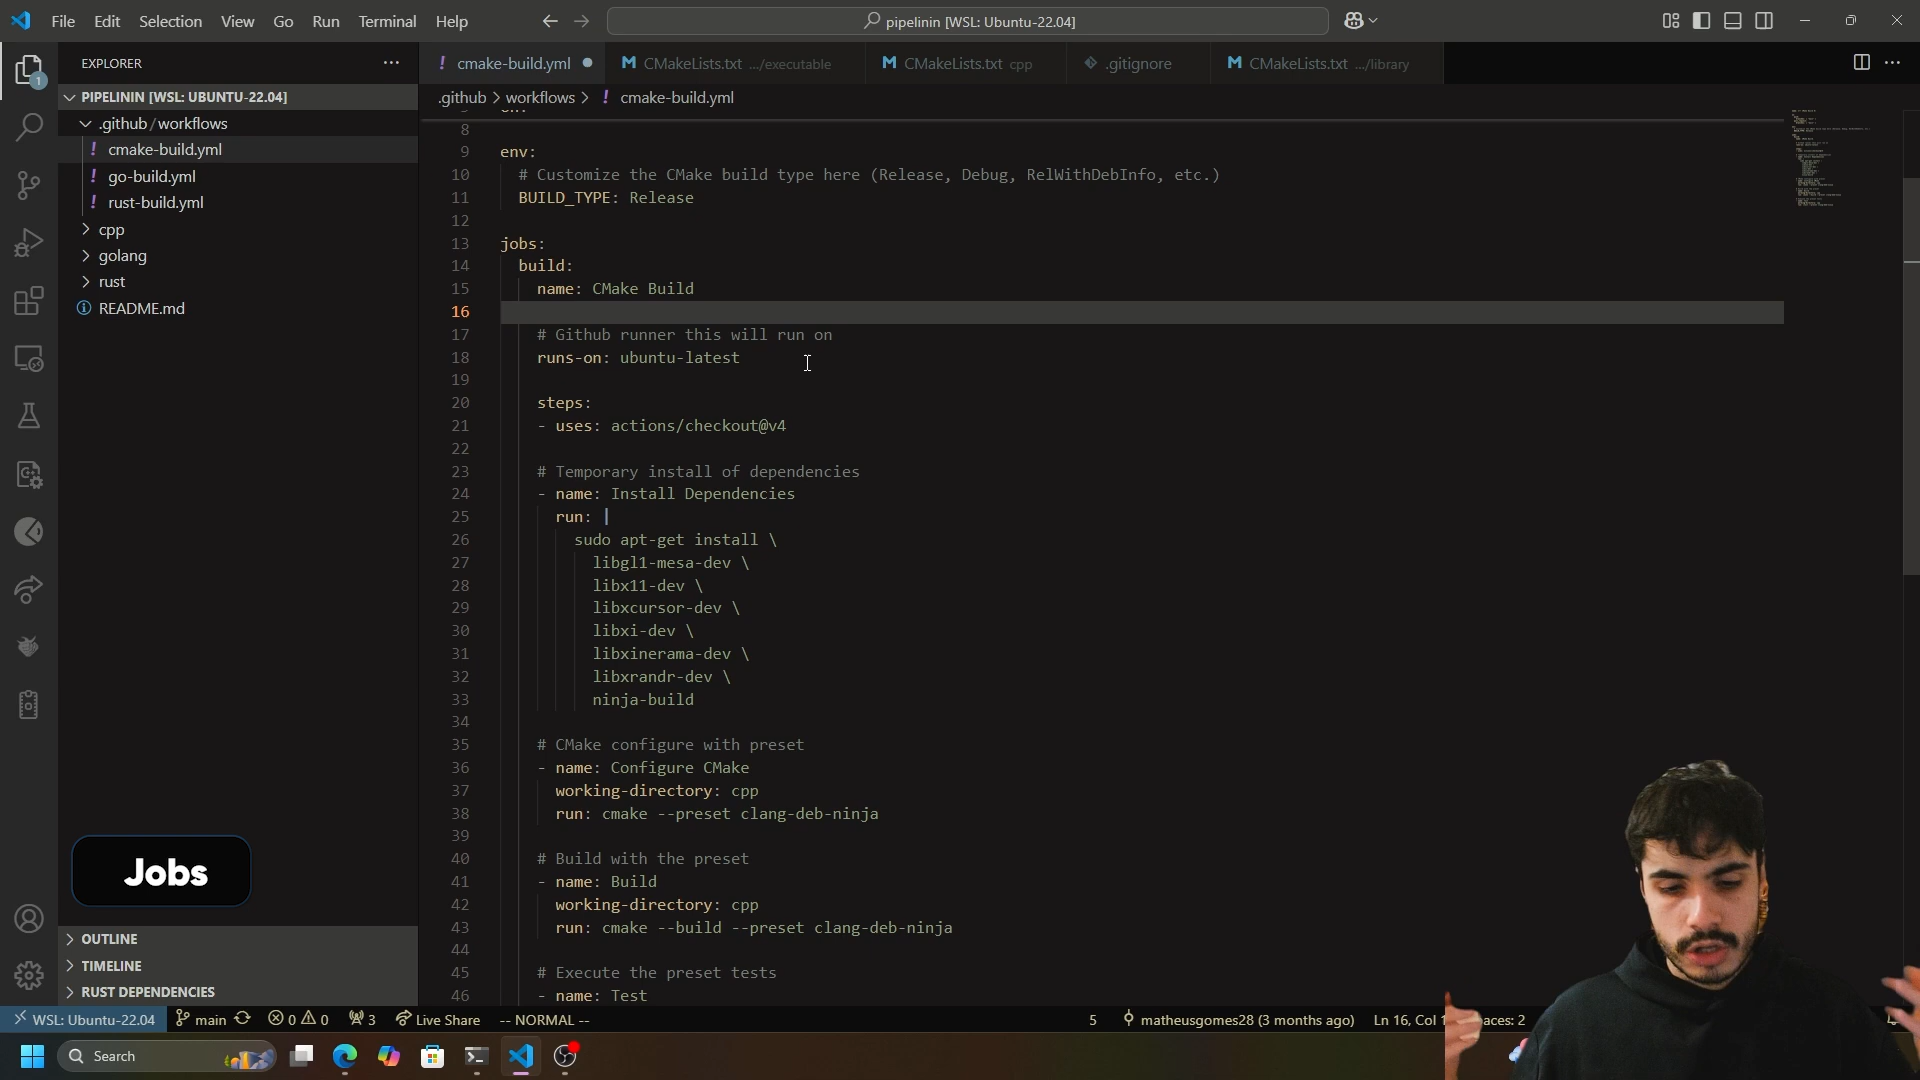 File Edit Selection View Go Run Terminal Help
pipelinin [WSL: Ubuntu-22.04]
EXPLORER
PIPELININ [WSL: UBUNTU-22.04]
.github / workflows
! cmake-build.yml
! go-build.yml
! rust-build.yml
cpp
golang
rust
README.md
Jobs
OUTLINE
TIMELINE
RUST DEPENDENCIES
! cmake-build.yml
M CMakeLists.txt .../executable
M CMakeLists.txt cpp
.gitignore
M CMakeLists.txt .../library
.github > workflows > ! cmake-build.yml
8
9 env:
10 # Customize the CMake build type here (Release, Debug, RelWithDebInfo, etc.)
11 BUILD_TYPE: Release
12
13 jobs:
14 build:
15 name: CMake Build
16
17 # Github runner this will run on
18 runs-on: ubuntu-latest
19
20 steps:
21 - uses: actions/checkout@v4
22
23 # Temporary install of dependencies
24 - name: Install Dependencies
25 run: |
26 sudo apt-get install \
27 libgl1-mesa-dev \
28 libx11-dev \
29 libxcursor-dev \
30 libxi-dev \
31 libxinerama-dev \
32 libxrandr-dev \
33 ninja-build
34
35 # CMake configure with preset
36 - name: Configure CMake
37 working-directory: cpp
38 run: cmake --preset clang-deb-ninja
39
40 # Build with the preset
41 - name: Build
42 working-directory: cpp
43 run: cmake --build --preset clang-deb-ninja
44
45 # Execute the preset tests
46 - name: Test
WSL: Ubuntu-22.04 main 0 0 3 Live Share -- NORMAL -- 5 matheusgomes28 (3 months ago) Ln 16, Col
Search